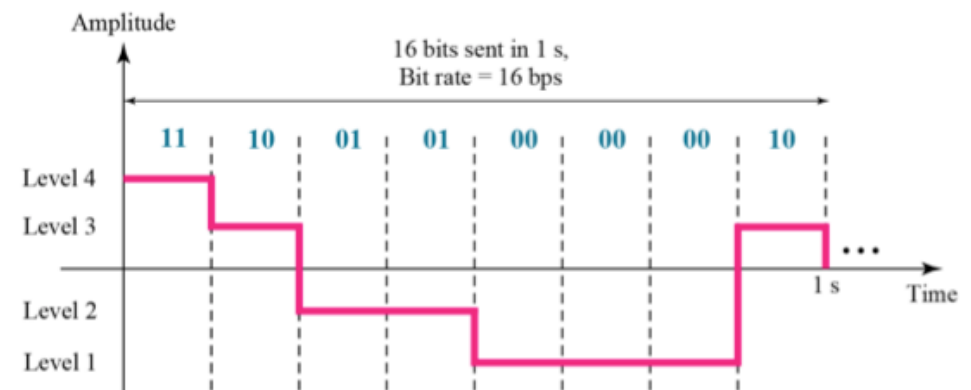 Amplitude
16 bits sent in 1 s,
Bit rate = 16 bps
11 10 01 01 00 00 00 10
Level 4
Level 3
...
1 s
Time
Level 2
Level 1